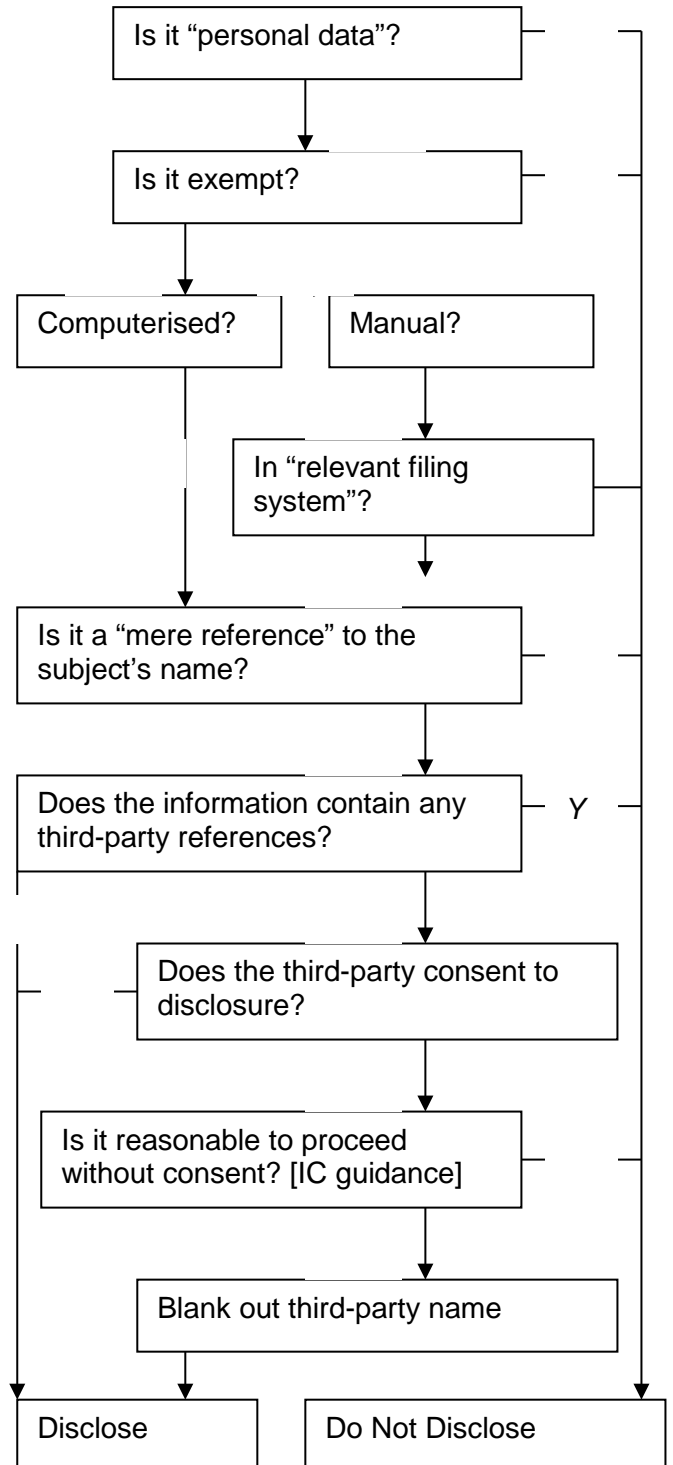 Is it “personal data”?
Is it exempt?
Computerised?
Manual?
In “relevant filing
system”?
Is it a “mere reference” to the
subject’s name?
Does the information contain any
third-party references?
Y
Does the third-party consent to
disclosure?
Is it reasonable to proceed
without consent? [IC guidance]
Blank out third-party name
Disclose
Do Not Disclose